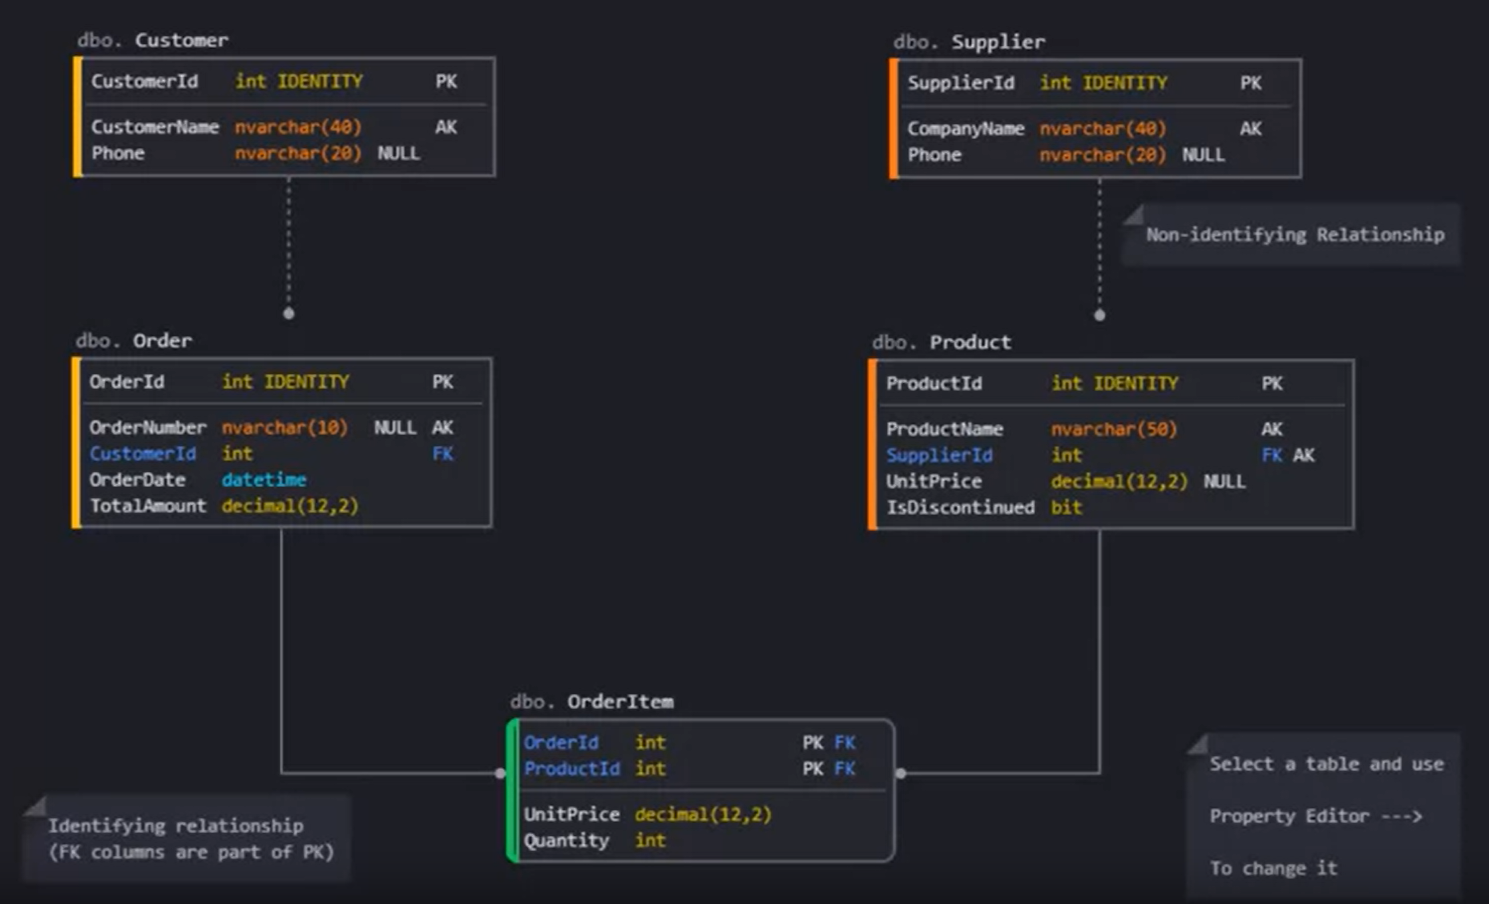 dbo. Customer
CustomerId int IDENTITY PK
CustomerName nvarchar(40) AK
Phone nvarchar(20) NULL
dbo. Supplier
SupplierId int IDENTITY PK
CompanyName nvarchar(40) AK
Phone nvarchar(20) NULL
Non-identifying Relationship
dbo. Order
OrderId int IDENTITY PK
OrderNumber nvarchar(10) NULL AK
CustomerId int FK
OrderDate datetime
TotalAmount decimal(12,2)
dbo. Product
ProductId int IDENTITY PK
ProductName nvarchar(50) AK
SupplierId int FK AK
UnitPrice decimal(12,2) NULL
IsDiscontinued bit
dbo. OrderItem
OrderId int PK FK
ProductId int PK FK
UnitPrice decimal(12,2)
Quantity int
Identifying relationship
(FK columns are part of PK)
Select a table and use
Property Editor --->
To change it